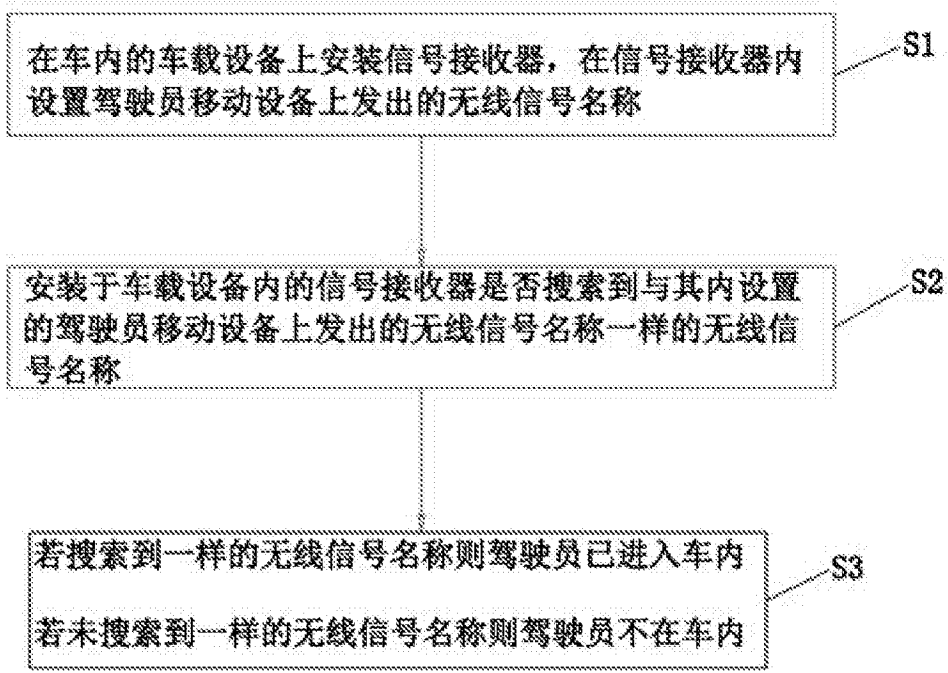 在车内的车载设备上安装信号接收器，在信号接收器内
设置驾驶员移动设备上发出的无线信号名称
S1
安装于车载设备内的信号接收器是否搜索到与其内设置
的驾驶员移动设备上发出的无线信号名称一样的无线信
号名称
S2
若搜索到一样的无线信号名称则驾驶员已进入车内
若未搜索到一样的无线信号名称则驾驶员不在车内
S3